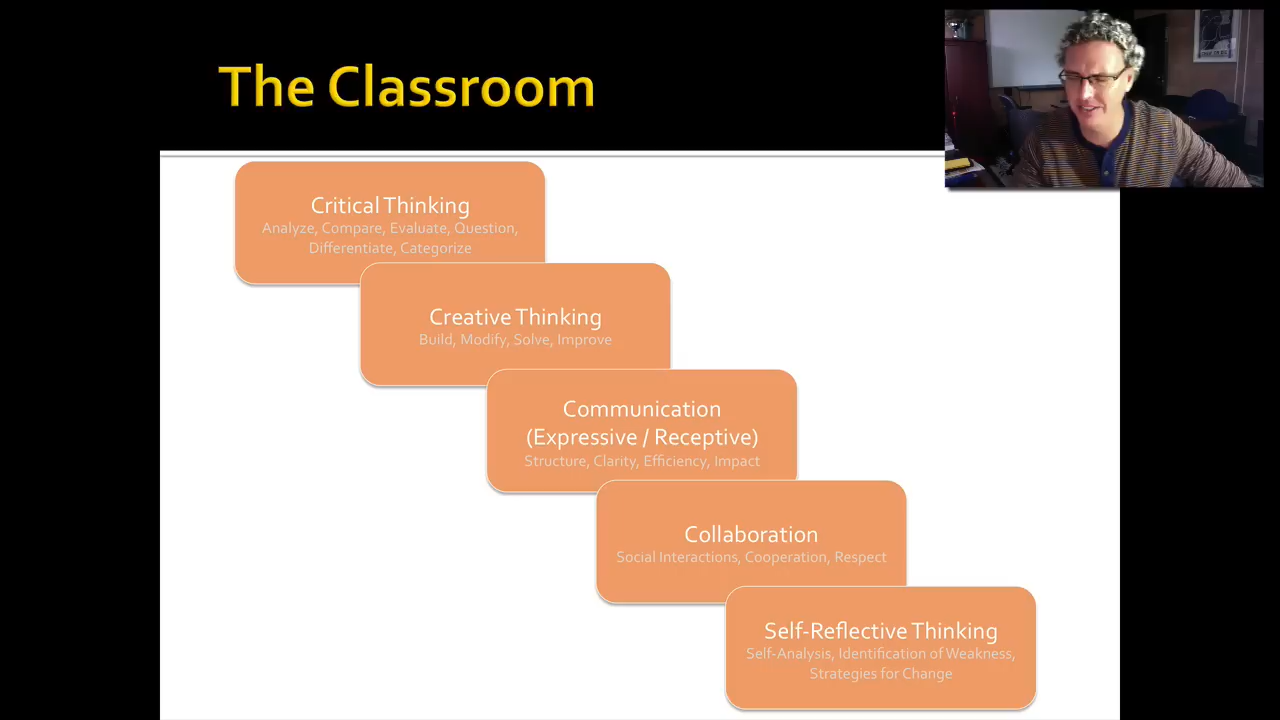 The Classroom
Critical Thinking
Analyze, Compare, Evaluate, Question,
Differentiate, Categorize
Creative Thinking
Build, Modify, Solve, Improve
Communication
(Expressive / Receptive)
Structure, Clarity, Efficiency, Impact
Collaboration
Social Interactions, Cooperation, Respect
Self-Reflective Thinking
Self-Analysis, Identification of Weakness,
Strategies for Change